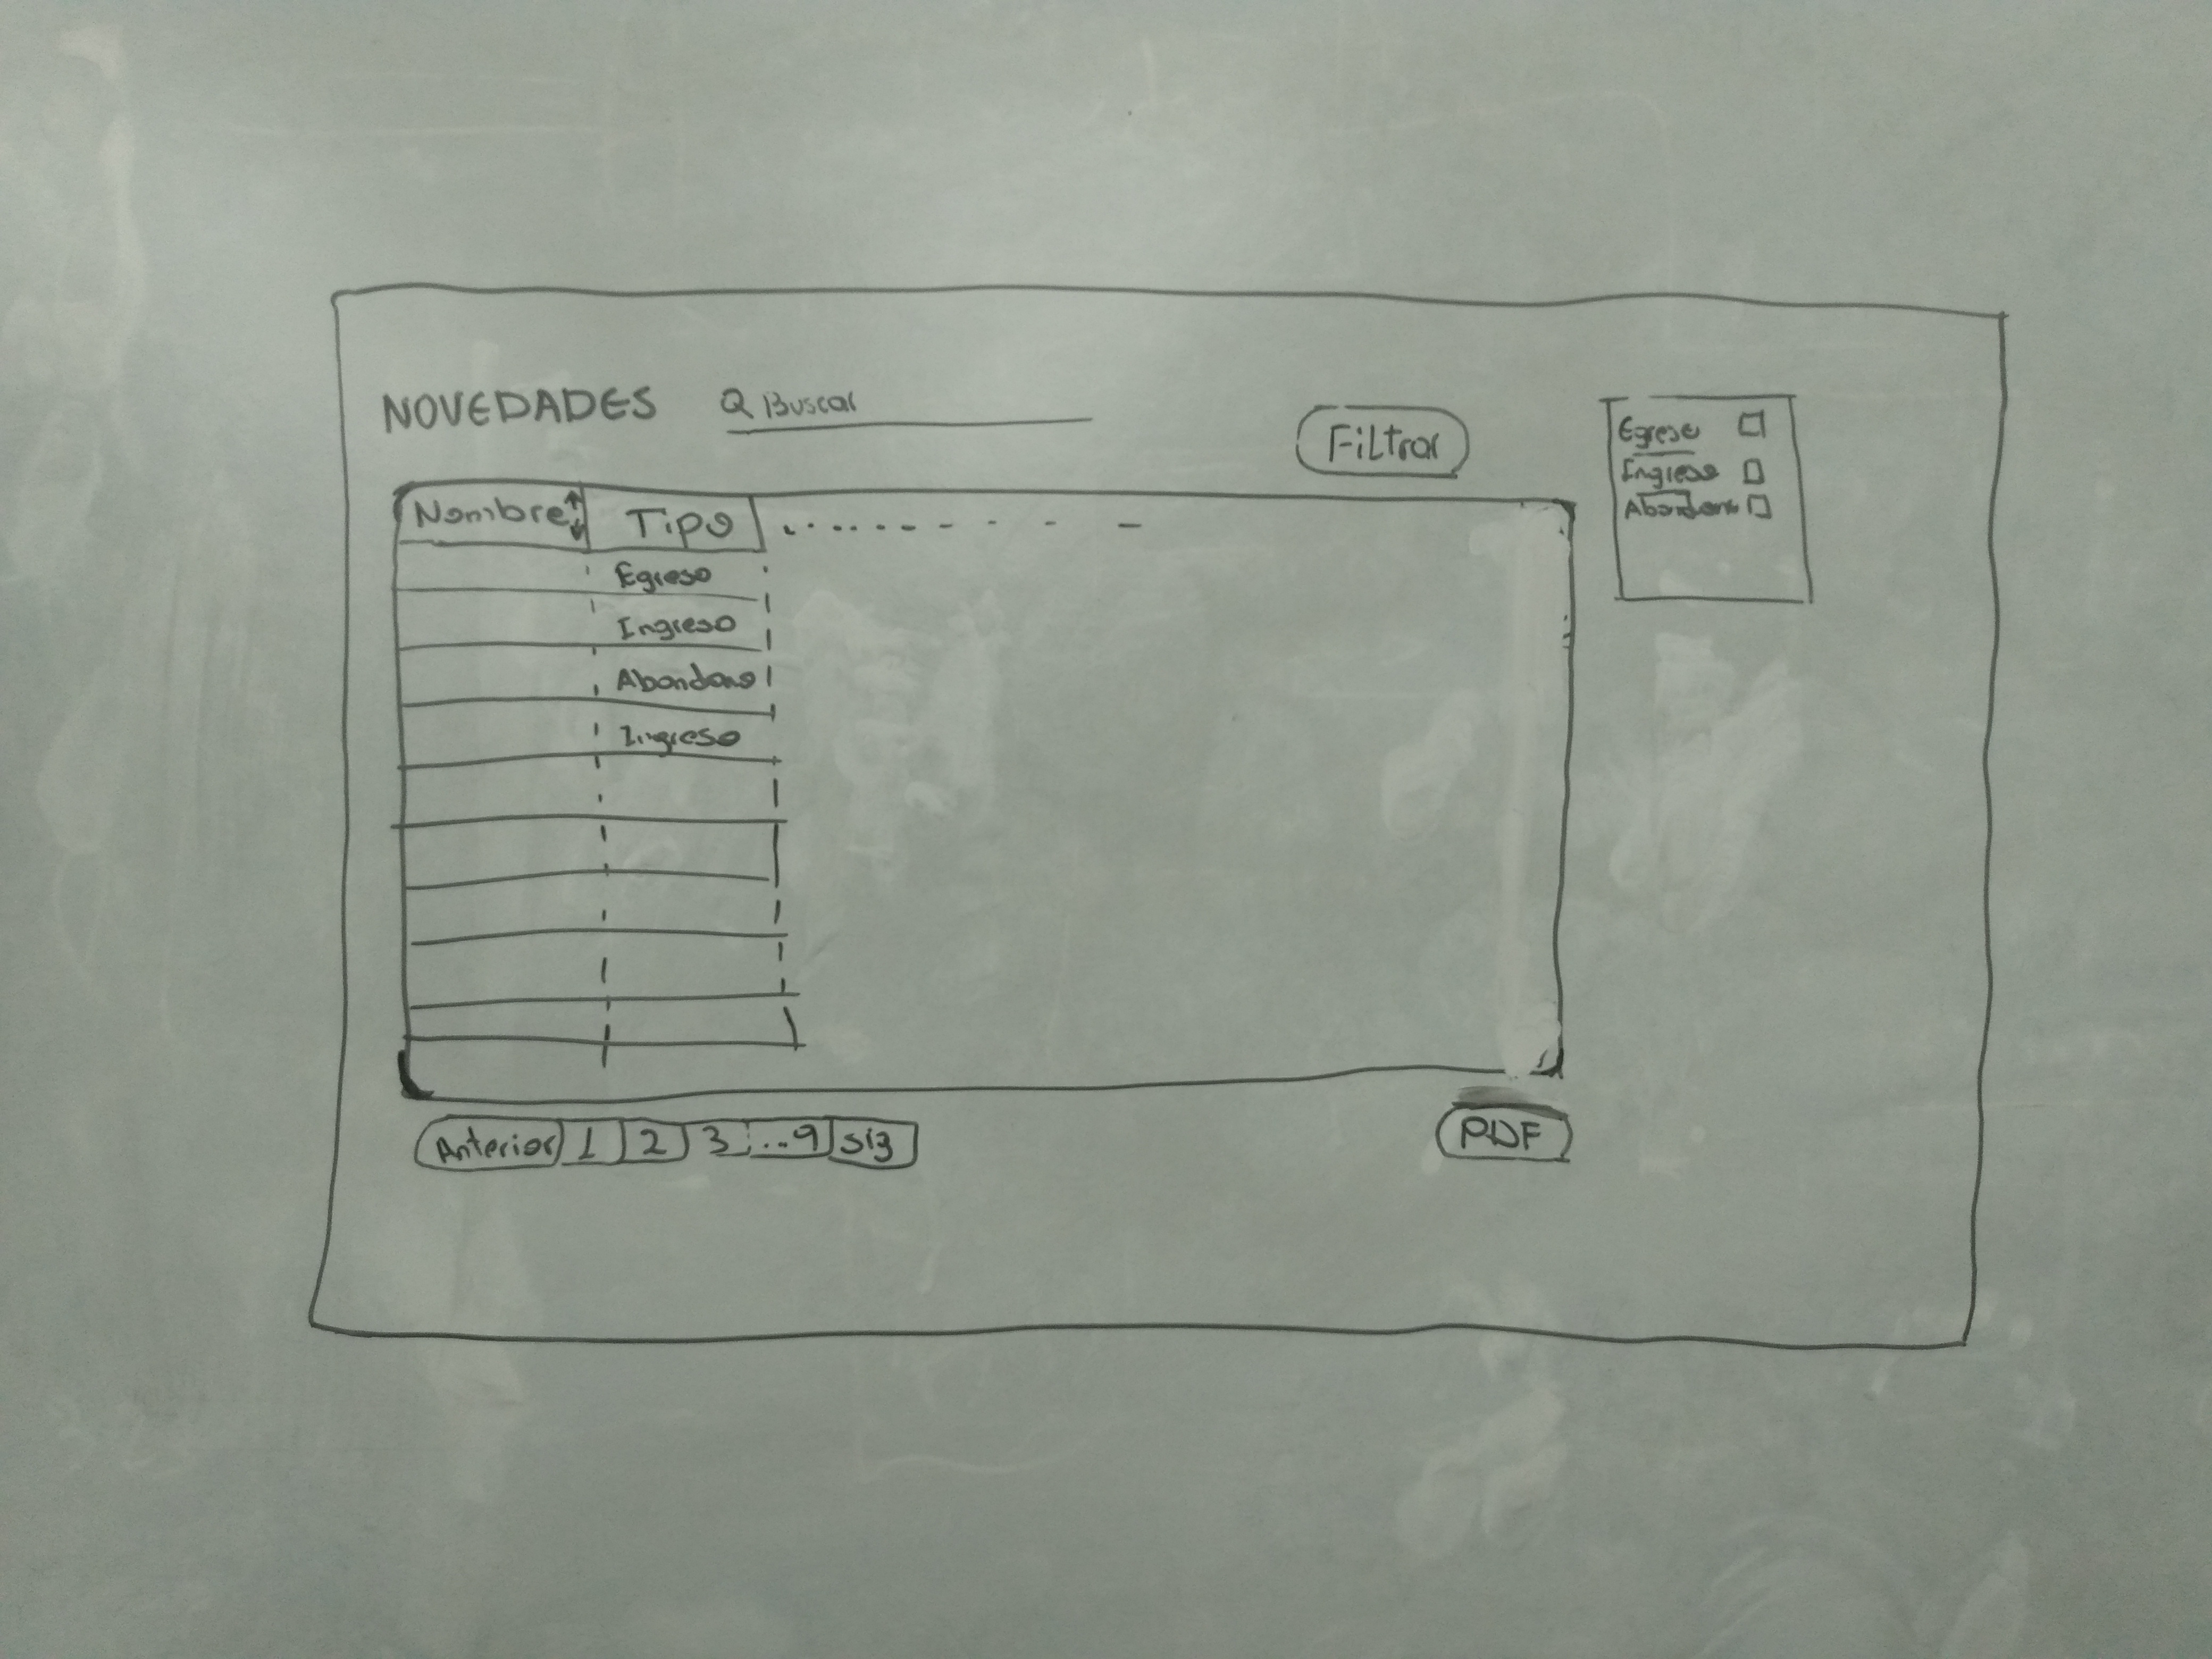 NOVEDADES Buscar
Filtrar
Egreso
Ingreso
Abandono
Nombre Tipo
Egreso
Ingreso
Abandono
Ingreso
Anterior 1 2 3 ...9 sig
PDF